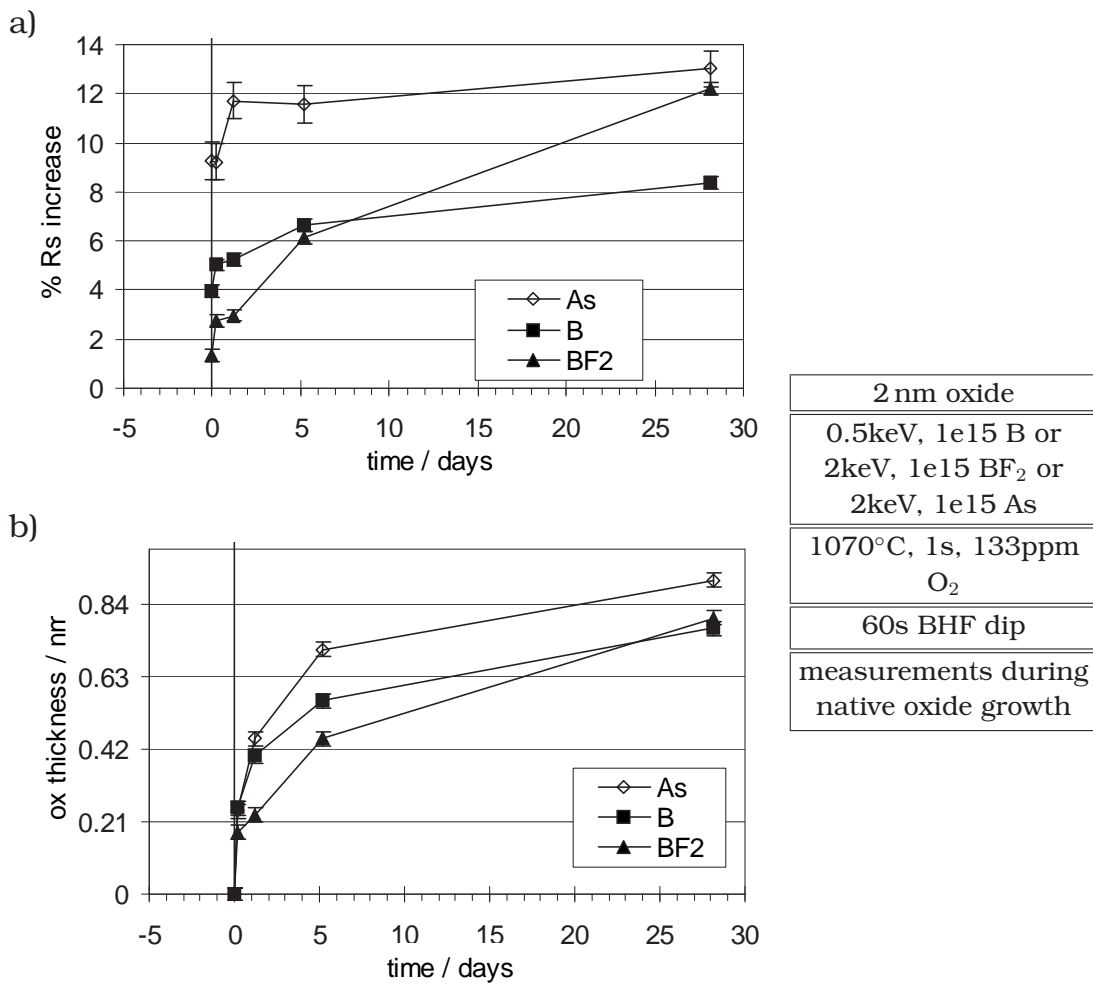 a)
% Rs increase
14
12
10
8
6
4
2
0
As
B
BF2
-5 0 5 10 15 20 25 30
time / days
b)
ox thickness / nm
0.84
0.63
0.42
0.21
0
As
B
BF2
-5 0 5 10 15 20 25 30
time / days
2 nm oxide
0.5keV, 1e15 B or
2keV, 1e15 BF₂ or
2keV, 1e15 As
1070°C, 1s, 133ppm
O₂
60s BHF dip
measurements during
native oxide growth